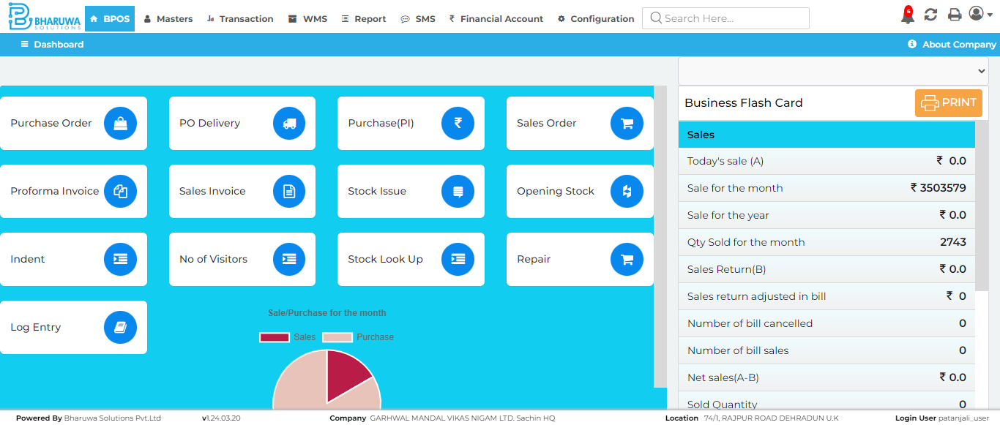 BHARUWA
SOLUTIONS
BPOS
Masters
Transaction
WMS
Report
SMS
₹ Financial Account
Configuration
Search Here...
6
Dashboard
About Company
Purchase Order
PO Delivery
Purchase(PI)
₹
Sales Order
Proforma Invoice
Sales Invoice
Stock Issue
Opening Stock
Indent
No of Visitors
Stock Look Up
Repair
Log Entry
Sale/Purchase for the month
Sales
Purchase
Business Flash Card
PRINT
Sales
Today's sale (A) ₹ 0.0
Sale for the month ₹ 3503579
Sale for the year ₹ 0.0
Qty Sold for the month 2743
Sales Return(B) ₹ 0.0
Sales return adjusted in bill ₹ 0
Number of bill cancelled 0
Number of bill sales 0
Net sales(A-B) ₹ 0.0
Sold Quantity 0
Powered By Bharuwa Solutions Pvt.Ltd
v1.24.03.20
Company GARHWAL MANDAL VIKAS NIGAM LTD. Sachin HQ
Location 74/1, RAJPUR ROAD DEHRADUN U.K
Login User patanjali_user